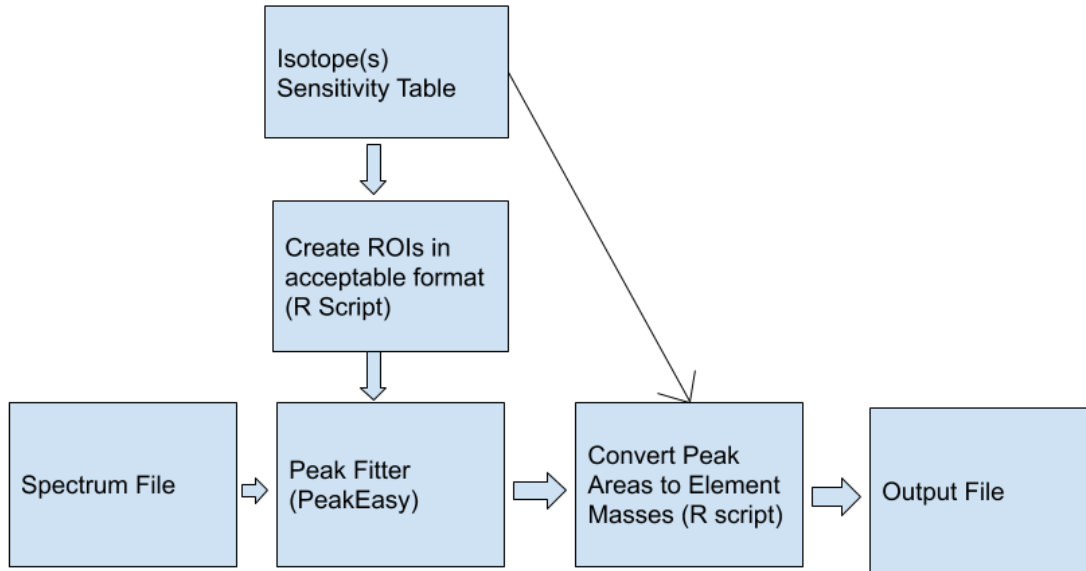 Isotope(s)
Sensitivity Table
Create ROIs in
acceptable format
(R Script)
Spectrum File
Peak Fitter
(PeakEasy)
Convert Peak
Areas to Element
Masses (R script)
Output File